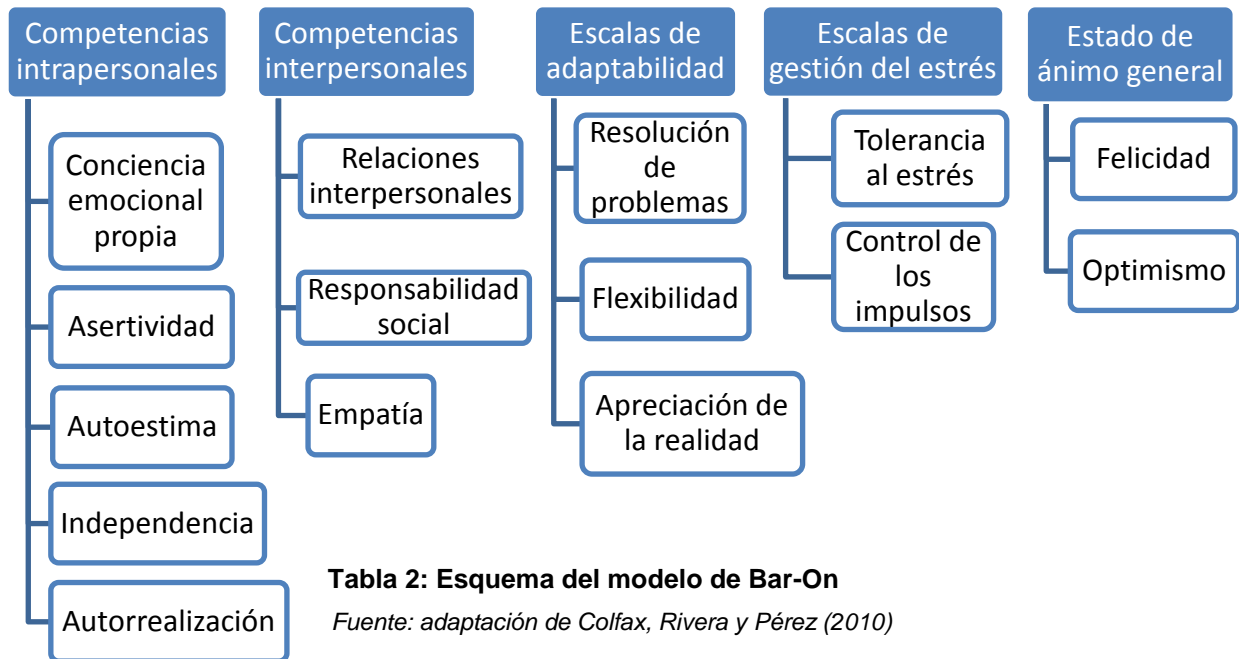 Competencias
intrapersonales
Conciencia
emocional
propia
Asertividad
Autoestima
Independencia
Autorrealización
Competencias
interpersonales
Relaciones
interpersonales
Responsabilidad
social
Empatía
Escalas de
adaptabilidad
Resolución
de
problemas
Flexibilidad
Apreciación de
la realidad
Escalas de
gestión del estrés
Tolerancia
al estrés
Control de
los
impulsos
Estado de
ánimo general
Felicidad
Optimismo
Tabla 2: Esquema del modelo de Bar-On
Fuente: adaptación de Colfax, Rivera y Pérez (2010)